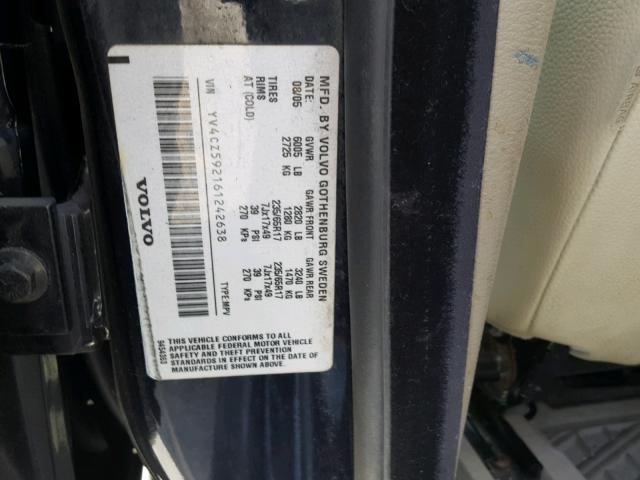 MFD. BY VOLVO GOTHENBURG SWEDEN
DATE: GVWR GAWR FRONT GAWR REAR
08/05 6005 LB 2820 LB 3240 LB
2725 KG 1280 KG 1470 KG
TIRES 235/65R17 235/65R17
RIMS 7Jx17x49 7Jx17x49
AT (COLD) 39 PSI 39 PSI
270 KPa 270 KPa
VIN YV4CZ592161242638 TYPE:MPV
VOLVO
THIS VEHICLE CONFORMS TO ALL
APPLICABLE FEDERAL MOTOR VEHICLE
SAFETY AND THEFT PREVENTION
STANDARDS IN EFFECT ON THE DATE OF
MANUFACTURE SHOWN ABOVE.